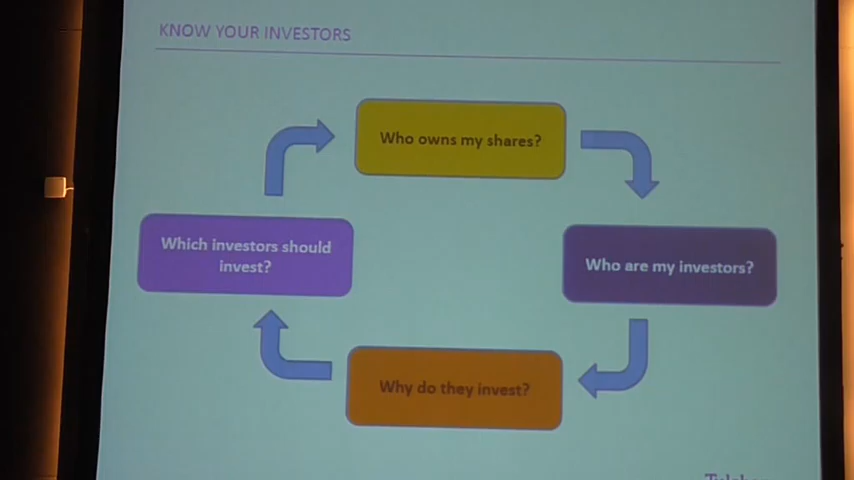 KNOW YOUR INVESTORS
Who owns my shares?
Which investors should
invest?
Who are my investors?
Why do they invest?